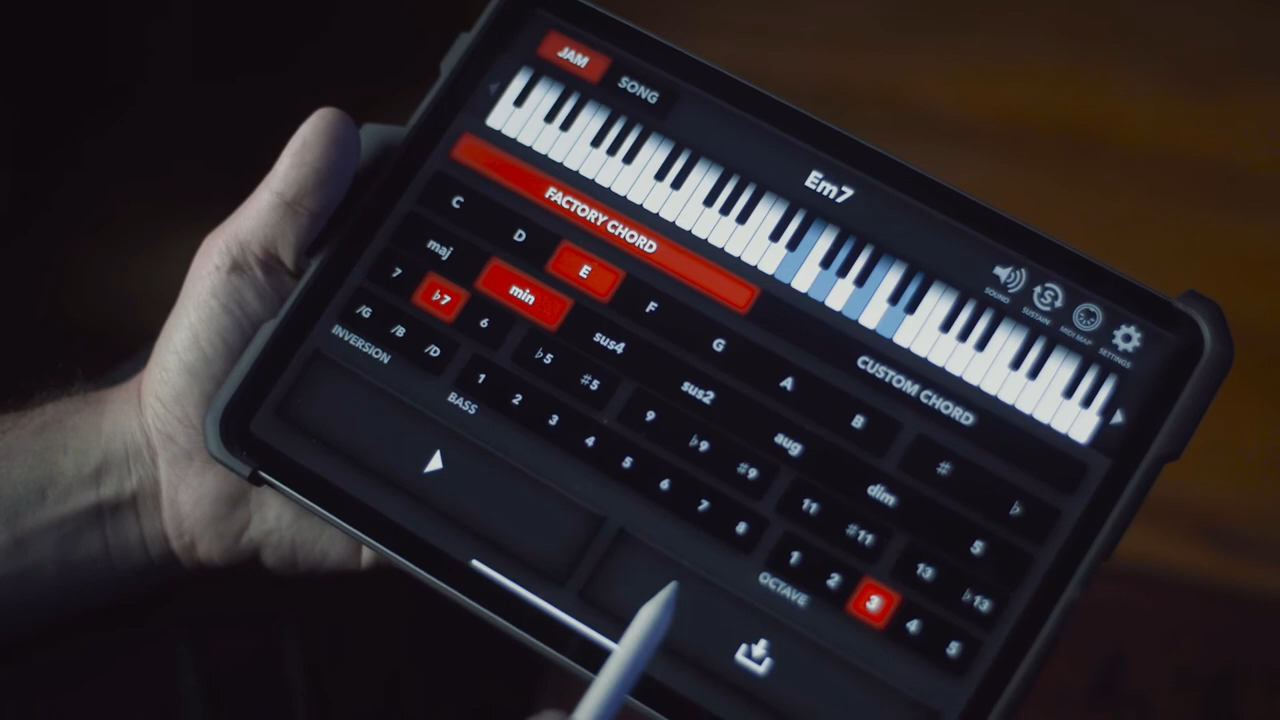 JAM SONG
Em7
SOUND SUSTAIN MIDI MAP SETTINGS
FACTORY CHORD CUSTOM CHORD
C D E F G A B # ♭
maj min sus4 sus2 aug dim 5
7 ♭7 6 ♭5 #5 9 ♭9 #9 11 #11 13 ♭13
/G /B /D 1 2 3 4 5 6 7 8 1 2 3 4 5
INVERSION BASS OCTAVE